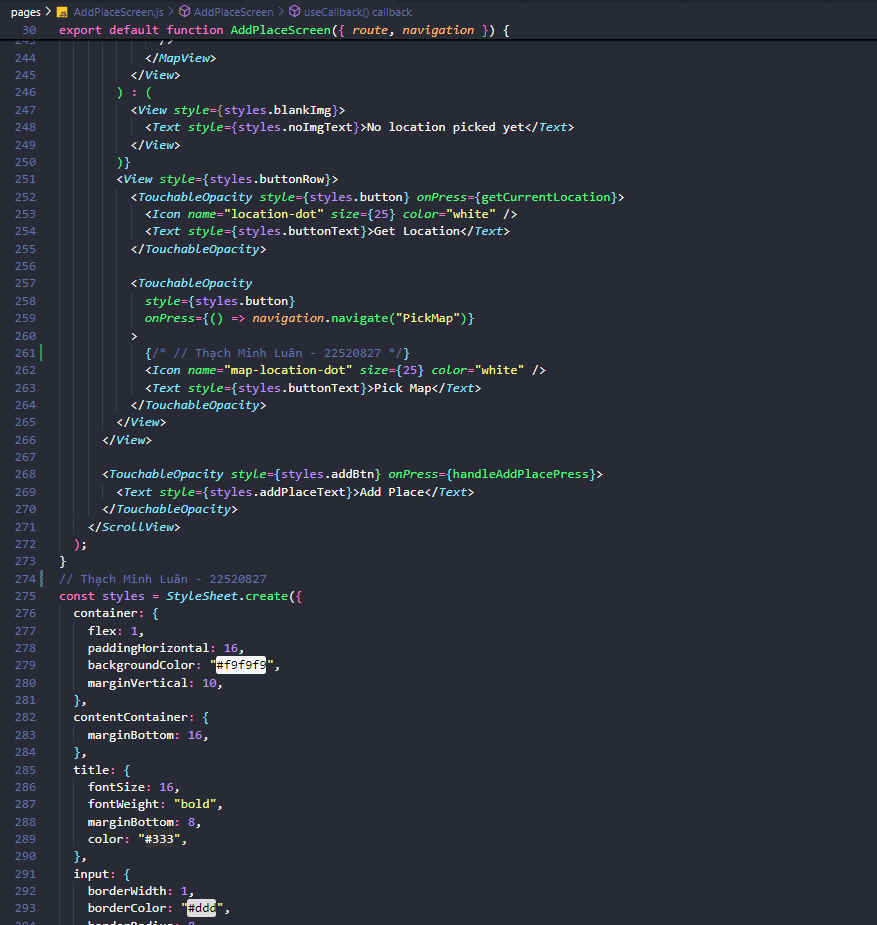 pages > AddPlaceScreen.js > AddPlaceScreen > useCallback() callback
30 export default function AddPlaceScreen({ route, navigation }) {
243 />
244 </MapView>
245 </View>
246 ) : (
247 <View style={styles.blankImg}>
248 <Text style={styles.noImgText}>No location picked yet</Text>
249 </View>
250 )}
251 <View style={styles.buttonRow}>
252 <TouchableOpacity style={styles.button} onPress={getCurrentLocation}>
253 <Icon name="location-dot" size={25} color="white" />
254 <Text style={styles.buttonText}>Get Location</Text>
255 </TouchableOpacity>
256
257 <TouchableOpacity
258 style={styles.button}
259 onPress={() => navigation.navigate("PickMap")}
260 >
261 {/* // Thạch Minh Luân - 22520827 */}
262 <Icon name="map-location-dot" size={25} color="white" />
263 <Text style={styles.buttonText}>Pick Map</Text>
264 </TouchableOpacity>
265 </View>
266 </View>
267
268 <TouchableOpacity style={styles.addBtn} onPress={handleAddPlacePress}>
269 <Text style={styles.addPlaceText}>Add Place</Text>
270 </TouchableOpacity>
271 </ScrollView>
272 );
273 }
274 // Thạch Minh Luân - 22520827
275 const styles = StyleSheet.create({
276 container: {
277 flex: 1,
278 paddingHorizontal: 16,
279 backgroundColor: "#f9f9f9",
280 marginVertical: 10,
281 },
282 contentContainer: {
283 marginBottom: 16,
284 },
285 title: {
286 fontSize: 16,
287 fontWeight: "bold",
288 marginBottom: 8,
289 color: "#333",
290 },
291 input: {
292 borderWidth: 1,
293 borderColor: "#ddd",
294 borderRadius: 8